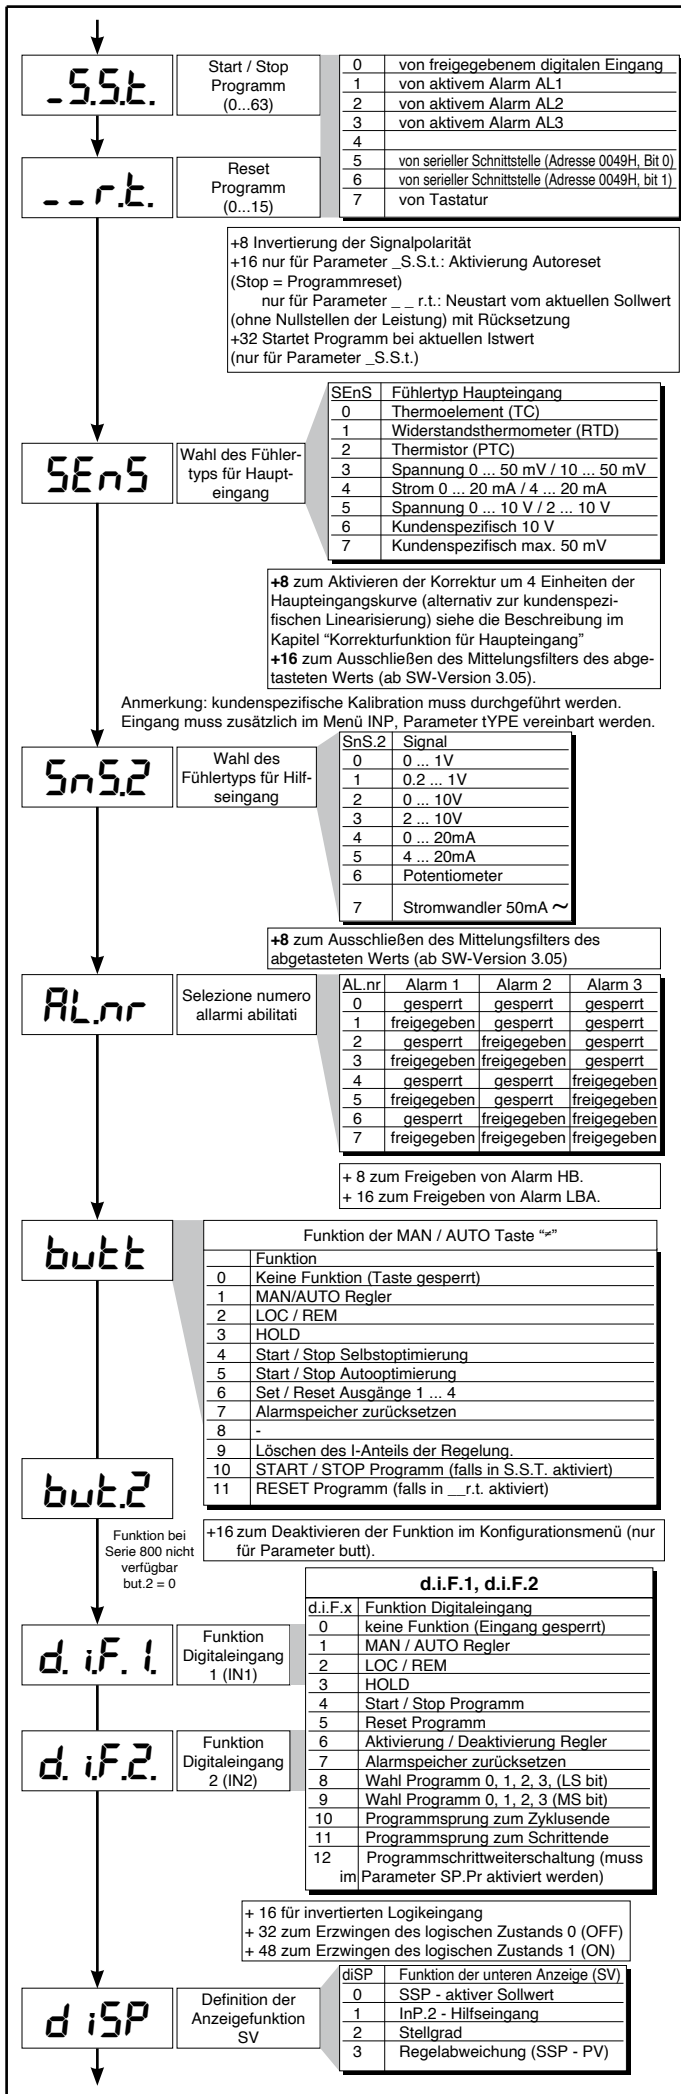 _S.S.t.
Start / Stop
Programm
(0...63)
0 von freigegebenem digitalen Eingang
1 von aktivem Alarm AL1
2 von aktivem Alarm AL2
3 von aktivem Alarm AL3
4
5 von serieller Schnittstelle (Adresse 0049H, Bit 0)
6 von serieller Schnittstelle (Adresse 0049H, bit 1)
7 von Tastatur
_ _ r.t.
Reset
Programm
(0...15)
+8 Invertierung der Signalpolarität
+16 nur für Parameter _S.S.t.: Aktivierung Autoreset
(Stop = Programmreset)
nur für Parameter _ _ r.t.: Neustart vom aktuellen Sollwert
(ohne Nullstellen der Leistung) mit Rücksetzung
+32 Startet Programm bei aktuellen Istwert
(nur für Parameter _S.S.t.)
SEnS
Wahl des Fühler-
typs für Haupt-
eingang
SEnS Fühlertyp Haupteingang
0 Thermoelement (TC)
1 Widerstandsthermometer (RTD)
2 Thermistor (PTC)
3 Spannung 0 ... 50 mV / 10 ... 50 mV
4 Strom 0 ... 20 mA / 4 ... 20 mA
5 Spannung 0 ... 10 V / 2 ... 10 V
6 Kundenspezifisch 10 V
7 Kundenspezifisch max. 50 mV
+8 zum Aktivieren der Korrektur um 4 Einheiten der
Haupteingangskurve (alternativ zur kundenspezi-
fischen Linearisierung) siehe die Beschreibung im
Kapitel “Korrekturfunktion für Haupteingang”
+16 zum Ausschließen des Mittelungsfilters des abge-
tasteten Werts (ab SW-Version 3.05).
Anmerkung: kundenspezifische Kalibration muss durchgeführt werden.
Eingang muss zusätzlich im Menü INP, Parameter tYPE vereinbart werden.
SnS.2
Wahl des
Fühlertyps für Hilf-
seingang
SnS.2 Signal
0 0 ... 1V
1 0.2 ... 1V
2 0 ... 10V
3 2 ... 10V
4 0 ... 20mA
5 4 ... 20mA
6 Potentiometer
7 Stromwandler 50mA ~
+8 zum Ausschließen des Mittelungsfilters des
abgetasteten Werts (ab SW-Version 3.05)
AL.nr
Selezione numero
allarmi abilitati
AL.nr Alarm 1 Alarm 2 Alarm 3
0 gesperrt gesperrt gesperrt
1 freigegeben gesperrt gesperrt
2 gesperrt freigegeben gesperrt
3 freigegeben freigegeben gesperrt
4 gesperrt gesperrt freigegeben
5 freigegeben gesperrt freigegeben
6 gesperrt freigegeben freigegeben
7 freigegeben freigegeben freigegeben
+ 8 zum Freigeben von Alarm HB.
+ 16 zum Freigeben von Alarm LBA.
butt
Funktion der MAN / AUTO Taste “≠”
Funktion
0 Keine Funktion (Taste gesperrt)
1 MAN/AUTO Regler
2 LOC / REM
3 HOLD
4 Start / Stop Selbstoptimierung
5 Start / Stop Autooptimierung
6 Set / Reset Ausgänge 1 ... 4
7 Alarmspeicher zurücksetzen
8 -
9 Löschen des I-Anteils der Regelung.
10 START / STOP Programm (falls in S.S.T. aktiviert)
11 RESET Programm (falls in __r.t. aktiviert)
but.2
Funktion bei
Serie 800 nicht
verfügbar
but.2 = 0
+16 zum Deaktivieren der Funktion im Konfigurationsmenü (nur
für Parameter butt).
d.i.F.1, d.i.F.2
d.i.F.x Funktion Digitaleingang
0 keine Funktion (Eingang gesperrt)
1 MAN / AUTO Regler
2 LOC / REM
3 HOLD
4 Start / Stop Programm
5 Reset Programm
6 Aktivierung / Deaktivierung Regler
7 Alarmspeicher zurücksetzen
8 Wahl Programm 0, 1, 2, 3, (LS bit)
9 Wahl Programm 0, 1, 2, 3 (MS bit)
10 Programmsprung zum Zyklusende
11 Programmsprung zum Schrittende
12 Programmschrittweiterschaltung (muss
im Parameter SP.Pr aktiviert werden)
d. i.F. 1.
Funktion
Digitaleingang
1 (IN1)
d. i.F.2.
Funktion
Digitaleingang
2 (IN2)
+ 16 für invertierten Logikeingang
+ 32 zum Erzwingen des logischen Zustands 0 (OFF)
+ 48 zum Erzwingen des logischen Zustands 1 (ON)
d iSP
Definition der
Anzeigefunktion
SV
diSP Funktion der unteren Anzeige (SV)
0 SSP - aktiver Sollwert
1 InP.2 - Hilfseingang
2 Stellgrad
3 Regelabweichung (SSP - PV)